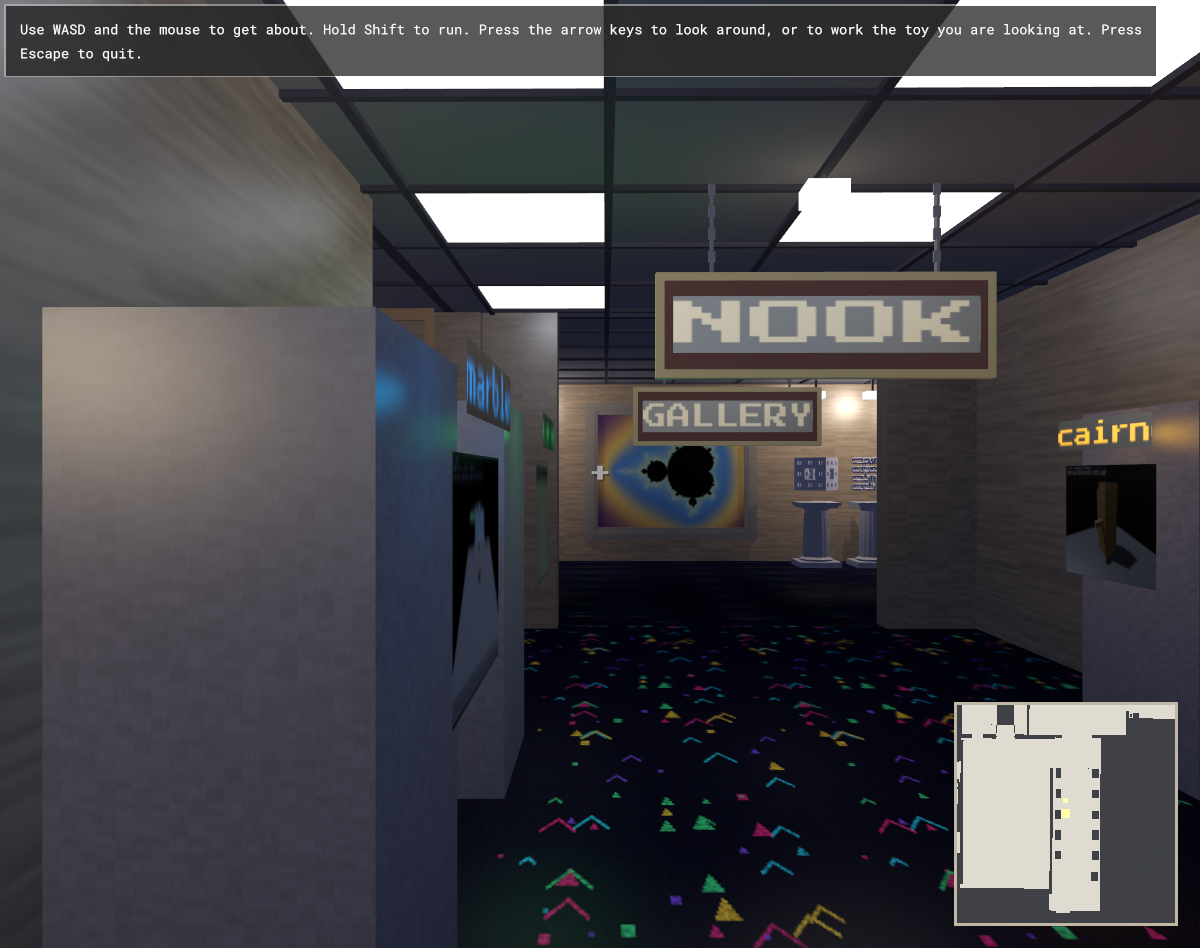 Use WASD and the mouse to get about. Hold Shift to run. Press the arrow keys to look around, or to work the toy you are looking at. Press
Escape to quit.
NOOK
marble
GALLERY
cairn